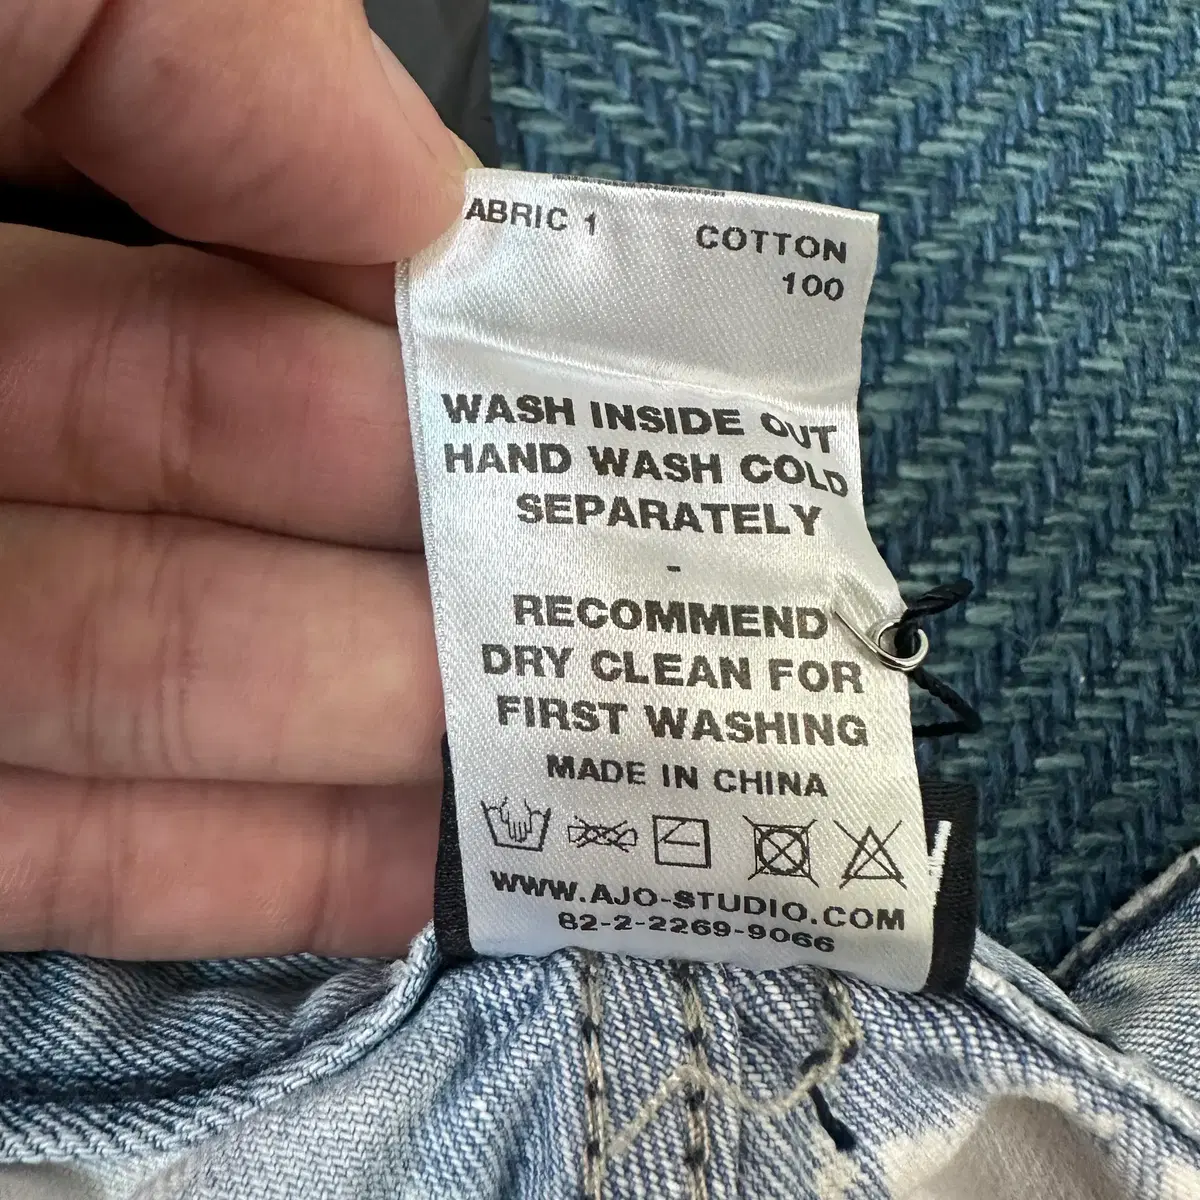 ABRIC 1 COTTON
100
WASH INSIDE OUT
HAND WASH COLD
SEPARATELY
-
RECOMMEND
DRY CLEAN FOR
FIRST WASHING
MADE IN CHINA
WWW.AJO-STUDIO.COM
82-2-2269-9066